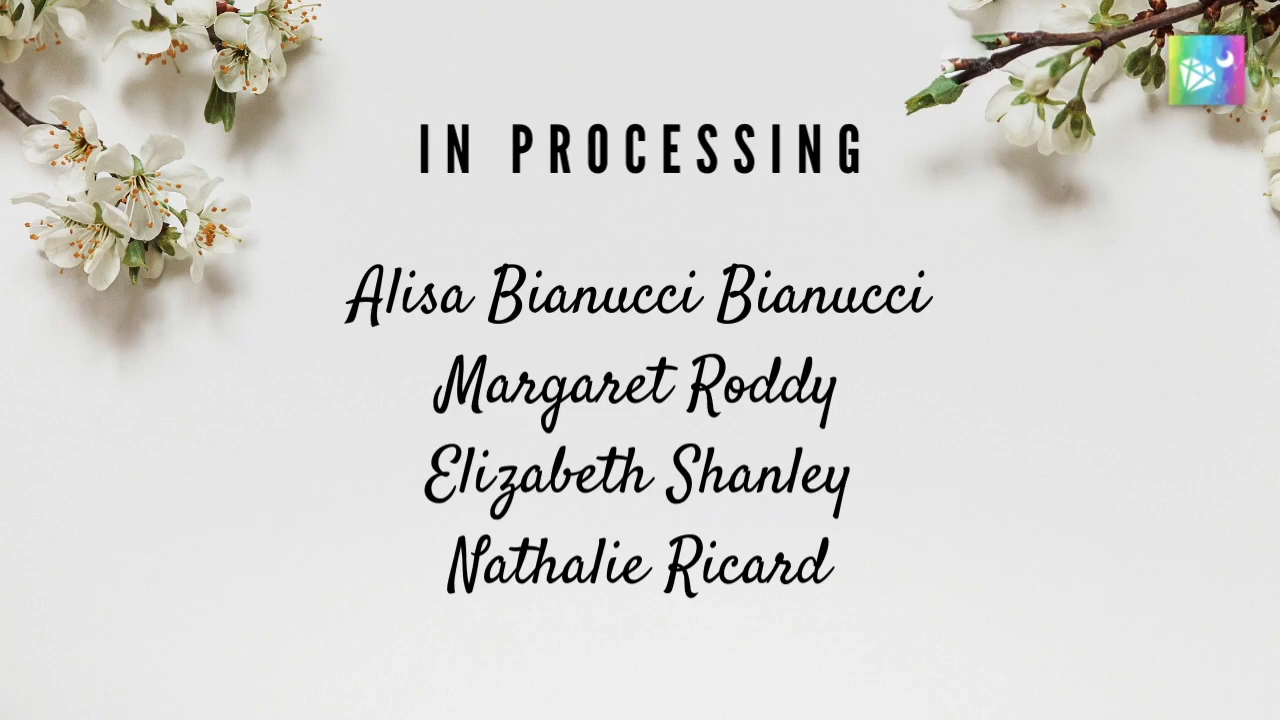 IN PROCESSING
Alisa Bianucci Bianucci
Margaret Roddy
Elizabeth Shanley
Nathalie Ricard